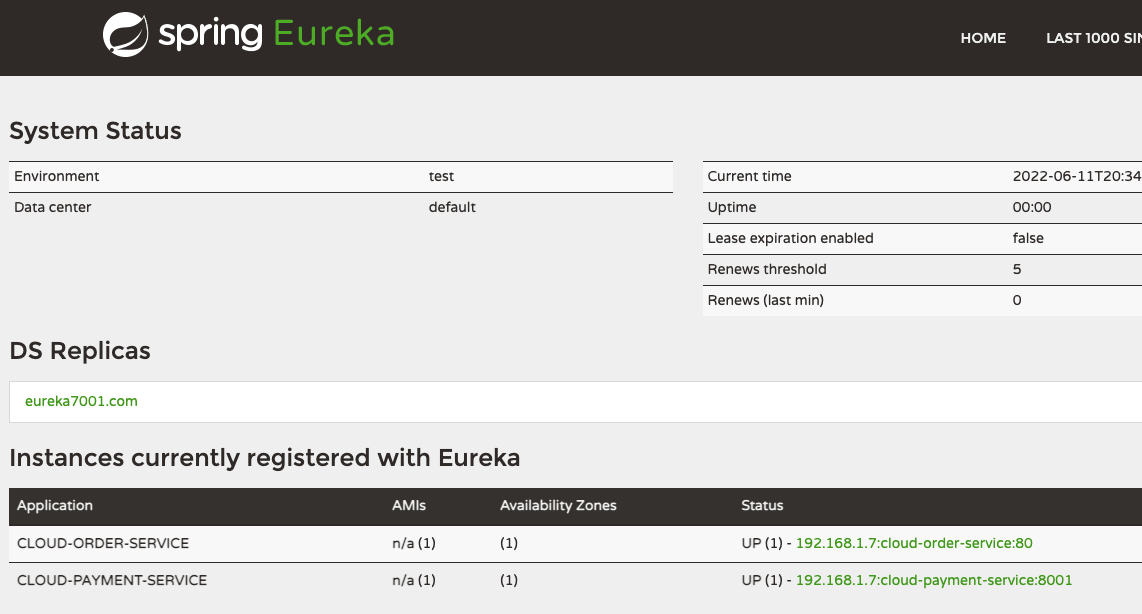 spring Eureka
HOME LAST 1000 SIN
System Status
Environment test
Data center default
Current time 2022-06-11T20:34
Uptime 00:00
Lease expiration enabled false
Renews threshold 5
Renews (last min) 0
DS Replicas
eureka7001.com
Instances currently registered with Eureka
Application AMIs Availability Zones Status
CLOUD-ORDER-SERVICE n/a (1) (1) UP (1) - 192.168.1.7:cloud-order-service:80
CLOUD-PAYMENT-SERVICE n/a (1) (1) UP (1) - 192.168.1.7:cloud-payment-service:8001